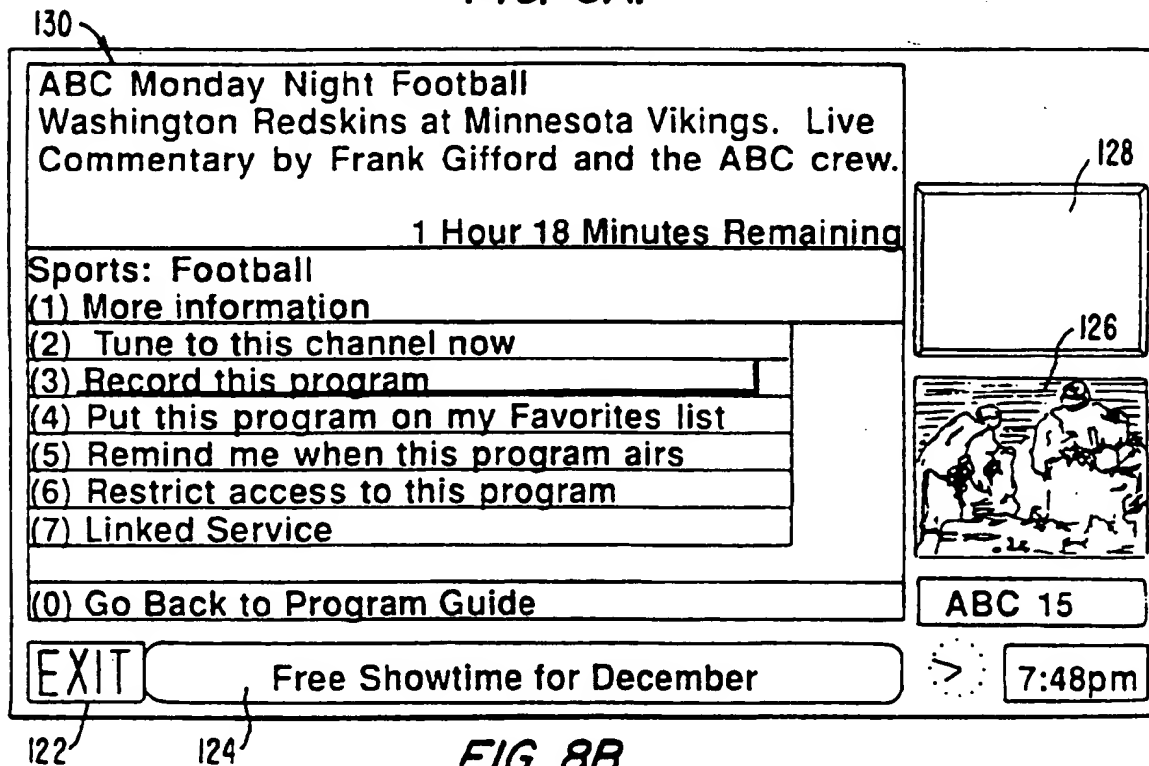 130
ABC Monday Night Football
Washington Redskins at Minnesota Vikings. Live
Commentary by Frank Gifford and the ABC crew.
1 Hour 18 Minutes Remaining
Sports: Football
(1) More information
(2) Tune to this channel now
(3) Record this program
(4) Put this program on my Favorites list
(5) Remind me when this program airs
(6) Restrict access to this program
(7) Linked Service
(0) Go Back to Program Guide
128
126
ABC 15
EXIT
Free Showtime for December
7:48pm
122
124
FIG. 8B